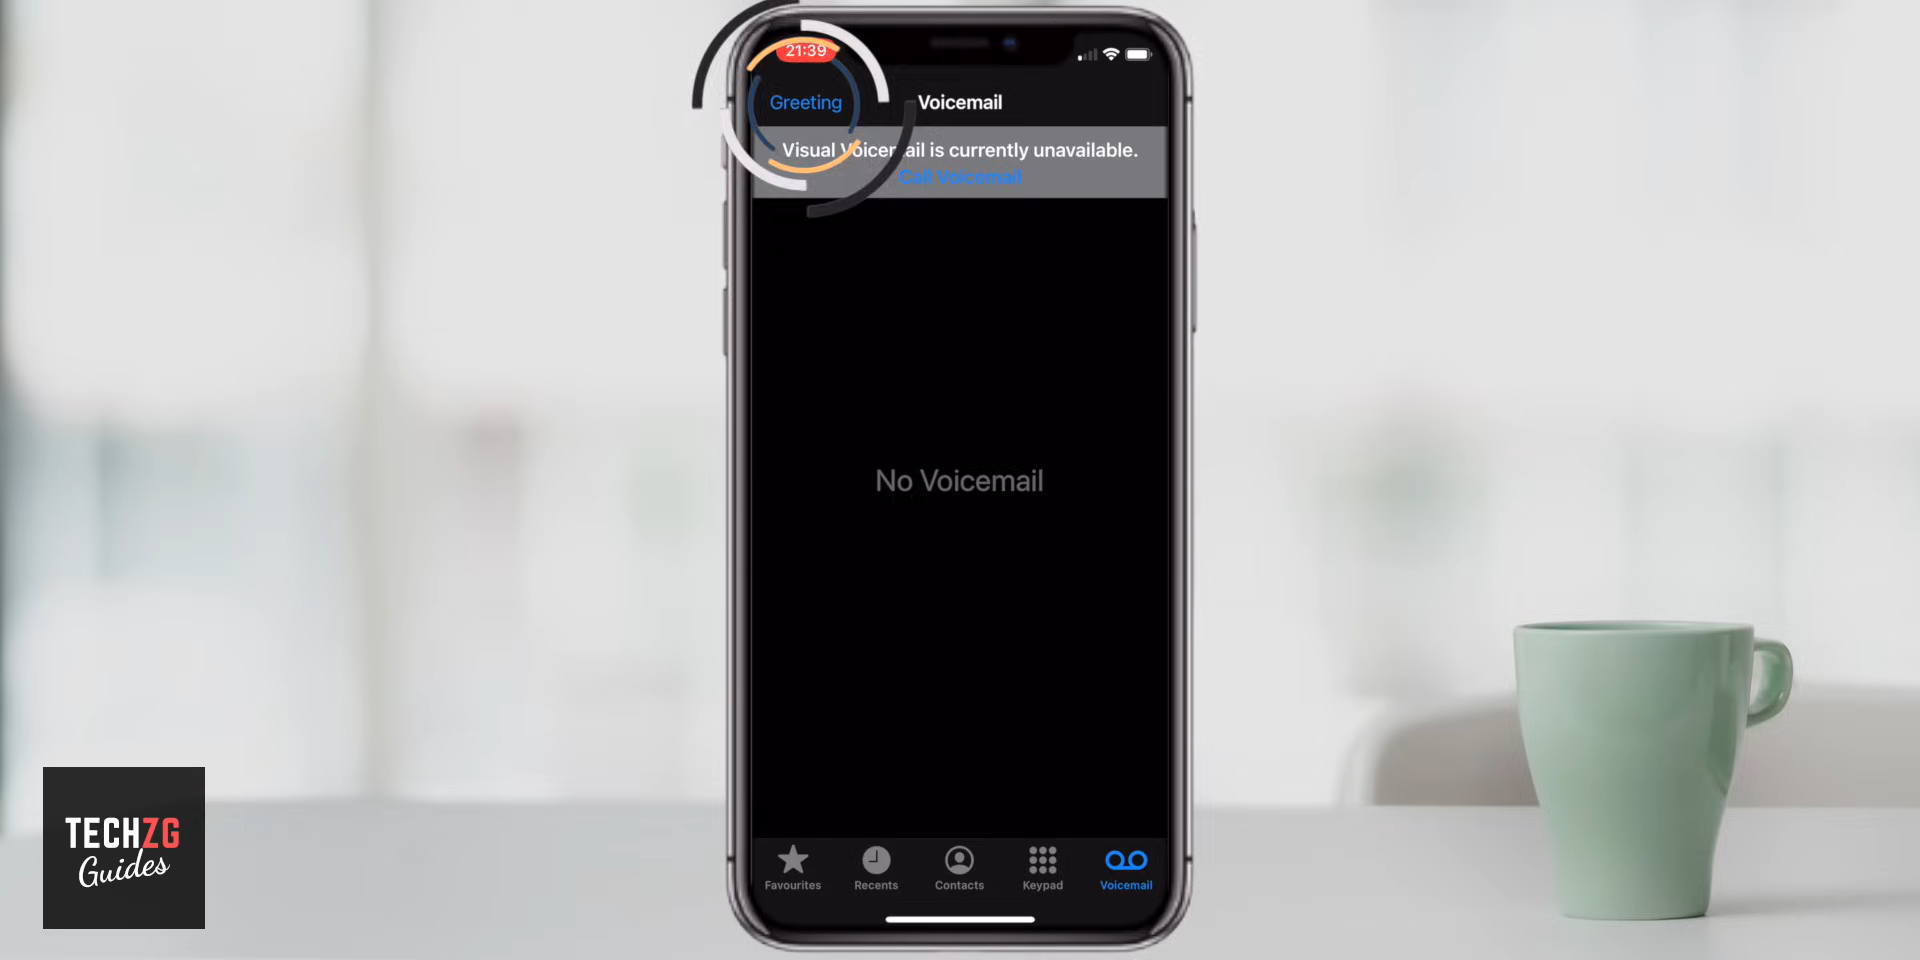 21:39
Greeting
Voicemail
Visual Voicemail is currently unavailable.
Call Voicemail
No Voicemail
Favourites
Recents
Contacts
Keypad
Voicemail
TECHZG
Guides